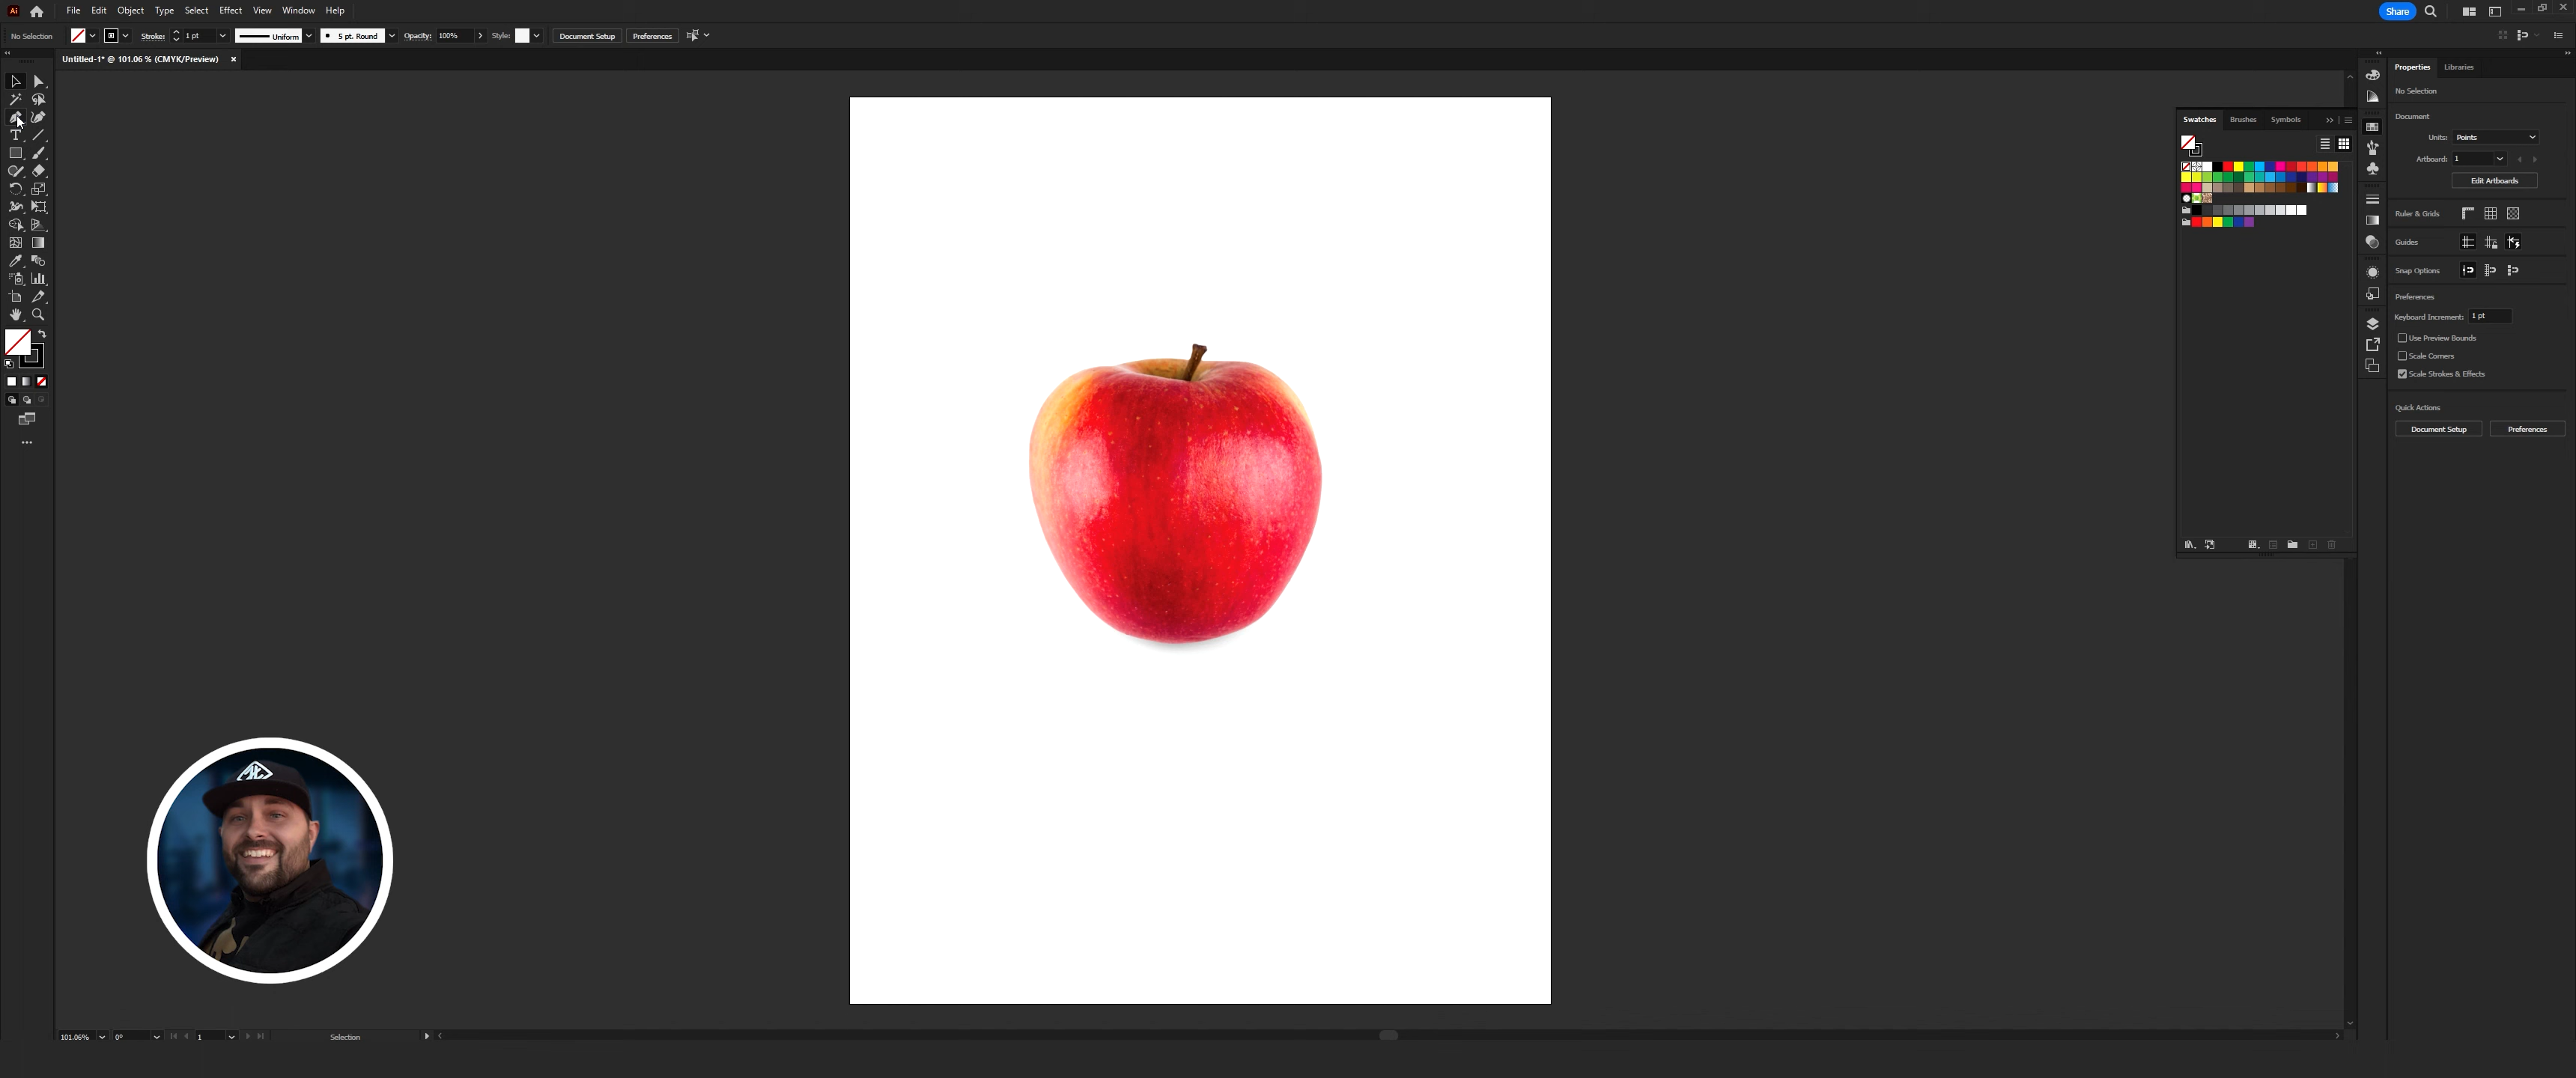 Ai File Edit Object Type Select Effect View Window Help Share
No Selection Stroke: 1 pt Uniform 5 pt. Round Opacity: 100% Style: Document Setup Preferences
Untitled-1* @ 101.06 % (CMYK/Preview)
Properties Libraries
No Selection
Document
Units: Points
Artboard: 1
Edit Artboards
Ruler & Grids
Guides
Snap Options
Preferences
Keyboard Increment: 1 pt
Use Preview Bounds
Scale Corners
Scale Strokes & Effects
Quick Actions
Document Setup Preferences
Swatches Brushes Symbols
101.06% 0° 1 Selection